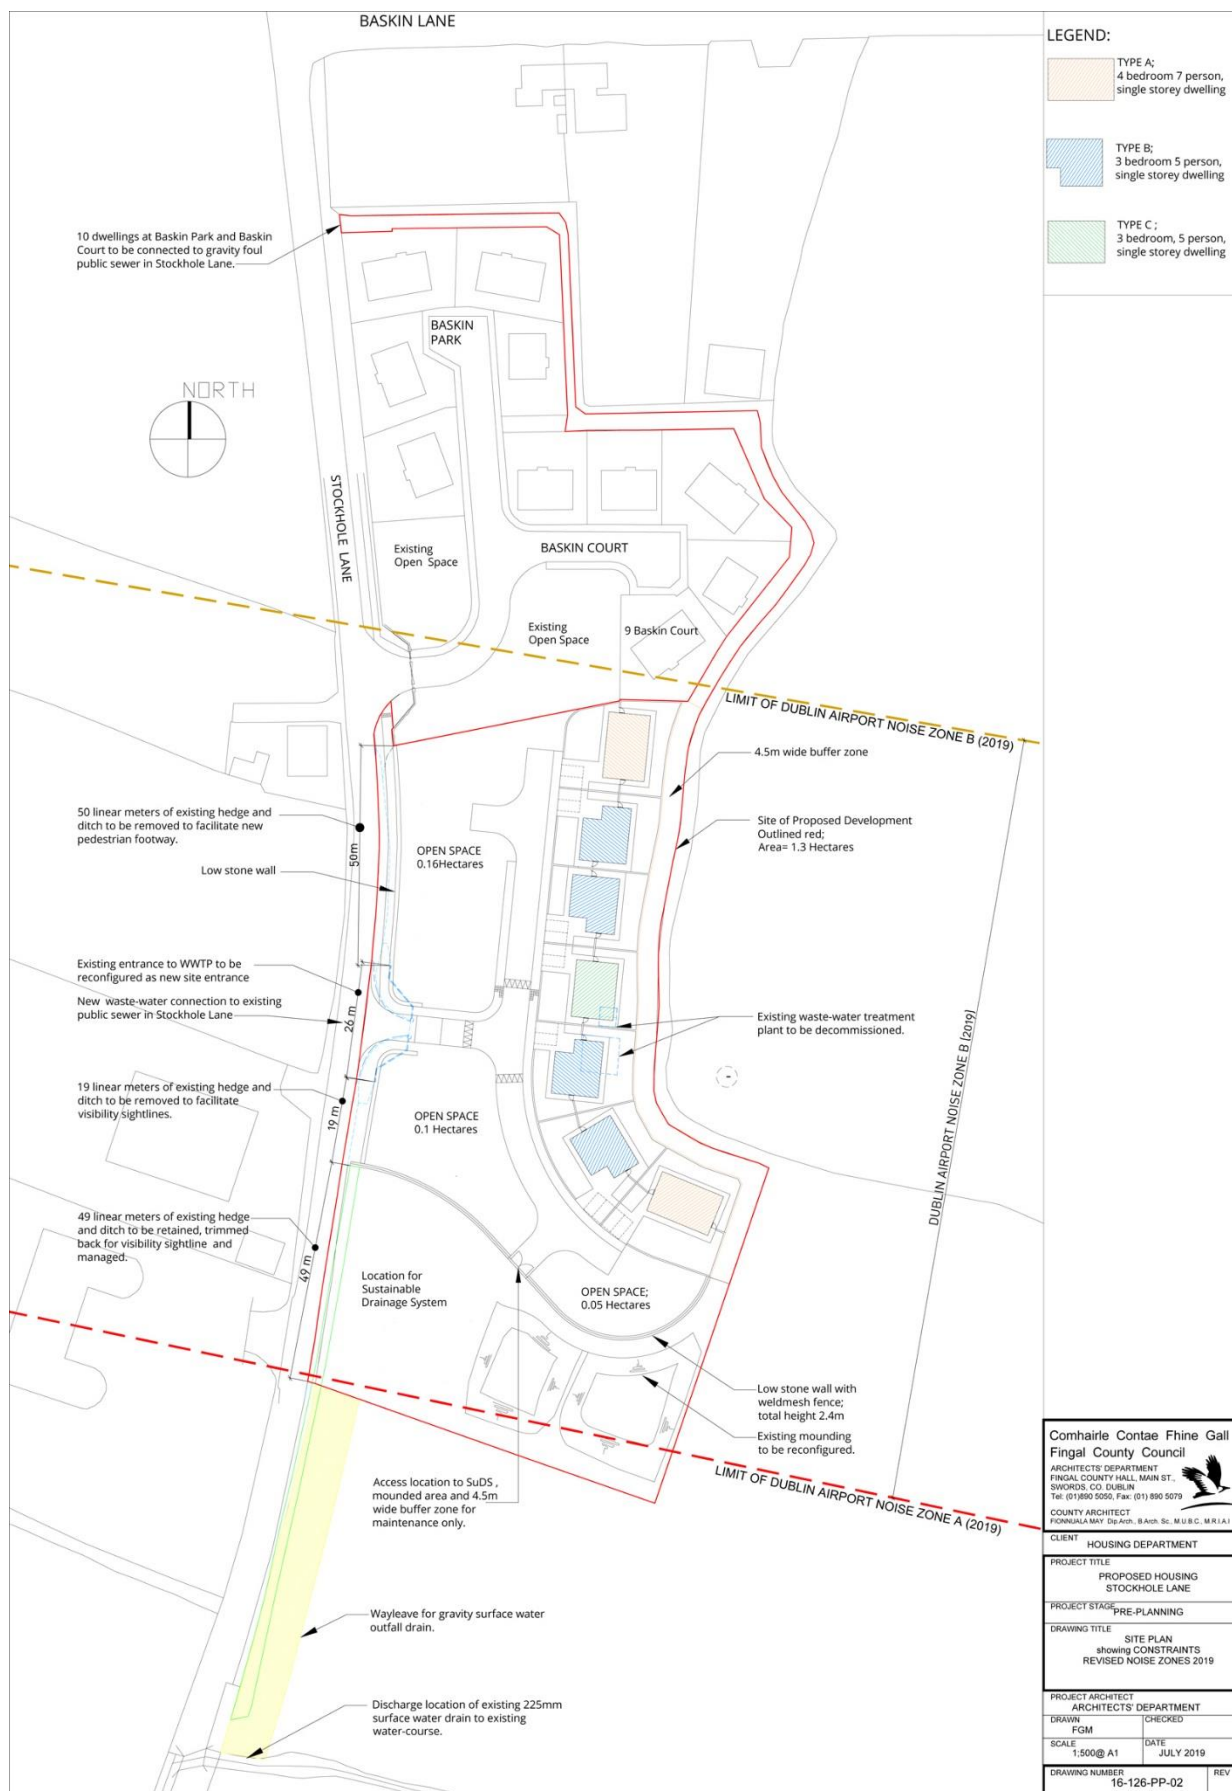 BASKIN LANE
LEGEND:
TYPE A;
4 bedroom 7 person,
single storey dwelling
TYPE B;
3 bedroom 5 person,
single storey dwelling
TYPE C ;
3 bedroom, 5 person,
single storey dwelling
10 dwellings at Baskin Park and Baskin
Court to be connected to gravity foul
public sewer in Stockhole Lane.
BASKIN
PARK
NORTH
STOCKHOLE LANE
Existing
Open Space
BASKIN COURT
Existing
Open Space
9 Baskin Court
LIMIT OF DUBLIN AIRPORT NOISE ZONE B (2019)
4.5m wide buffer zone
50 linear meters of existing hedge and
ditch to be removed to facilitate new
pedestrian footway.
50m
Site of Proposed Development
Outlined red;
Area= 1.3 Hectares
OPEN SPACE
0.16Hectares
Low stone wall
Existing entrance to WWTP to be
reconfigured as new site entrance
New waste-water connection to existing
public sewer in Stockhole Lane
26 m
Existing waste-water treatment
plant to be decommissioned.
DUBLIN AIRPORT NOISE ZONE B (2019)
19 linear meters of existing hedge and
ditch to be removed to facilitate
visibility sightlines.
19 m
OPEN SPACE
0.1 Hectares
49 linear meters of existing hedge
and ditch to be retained, trimmed
back for visibility sightline and
managed.
49 m
Location for
Sustainable
Drainage System
OPEN SPACE;
0.05 Hectares
Low stone wall with
weldmesh fence;
total height 2.4m
Existing mounding
to be reconfigured.
LIMIT OF DUBLIN AIRPORT NOISE ZONE A (2019)
Access location to SuDS ,
mounded area and 4.5m
wide buffer zone for
maintenance only.
Wayleave for gravity surface water
outfall drain.
Discharge location of existing 225mm
surface water drain to existing
water-course.
Comhairle Contae Fhine Gall
Fingal County Council
ARCHITECTS' DEPARTMENT
FINGAL COUNTY HALL, MAIN ST.,
SWORDS, CO. DUBLIN
Tel: (01)890 5050, Fax: (01) 890 5079
COUNTY ARCHITECT
FIONNUALA MAY Dip.Arch., B.Arch. Sc., M.U.B.C., M.R.I.A.I
CLIENT
HOUSING DEPARTMENT
PROJECT TITLE
PROPOSED HOUSING
STOCKHOLE LANE
PROJECT STAGE
PRE-PLANNING
DRAWING TITLE
SITE PLAN
showing CONSTRAINTS
REVISED NOISE ZONES 2019
PROJECT ARCHITECT
ARCHITECTS' DEPARTMENT
DRAWN
FGM
CHECKED
SCALE
1:500@ A1
DATE
JULY 2019
DRAWING NUMBER
16-126-PP-02
REV